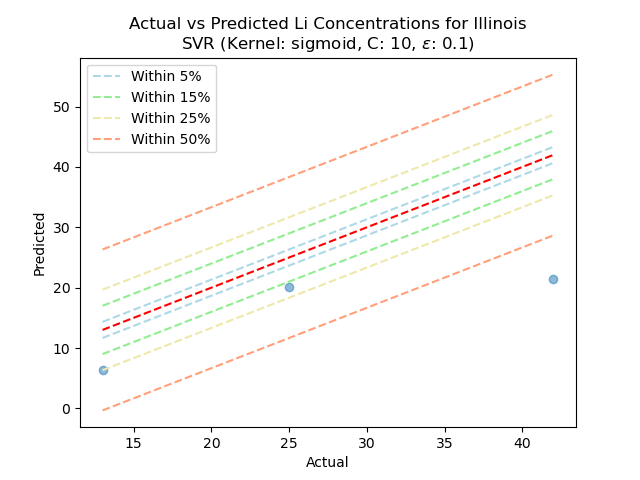 Actual vs Predicted Li Concentrations for Illinois
SVR (Kernel: sigmoid, C: 10, ε: 0.1)
Within 5%
Within 15%
Within 25%
Within 50%
Predicted
50
40
30
20
10
0
15
20
25
30
35
40
Actual